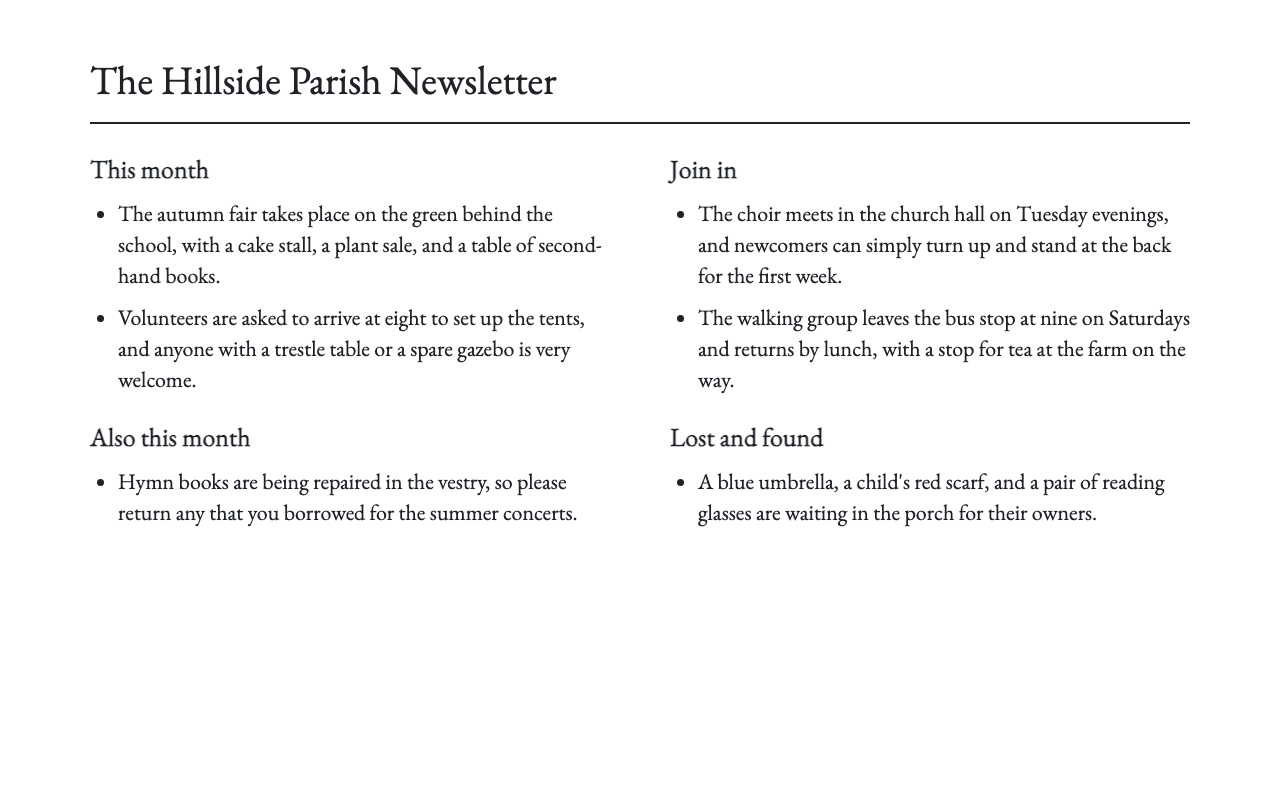 The Hillside Parish Newsletter
This month
• The autumn fair takes place on the green behind the
school, with a cake stall, a plant sale, and a table of second-
hand books.
• Volunteers are asked to arrive at eight to set up the tents,
and anyone with a trestle table or a spare gazebo is very
welcome.
Also this month
• Hymn books are being repaired in the vestry, so please
return any that you borrowed for the summer concerts.
Join in
• The choir meets in the church hall on Tuesday evenings,
and newcomers can simply turn up and stand at the back
for the first week.
• The walking group leaves the bus stop at nine on Saturdays
and returns by lunch, with a stop for tea at the farm on the
way.
Lost and found
• A blue umbrella, a child's red scarf, and a pair of reading
glasses are waiting in the porch for their owners.